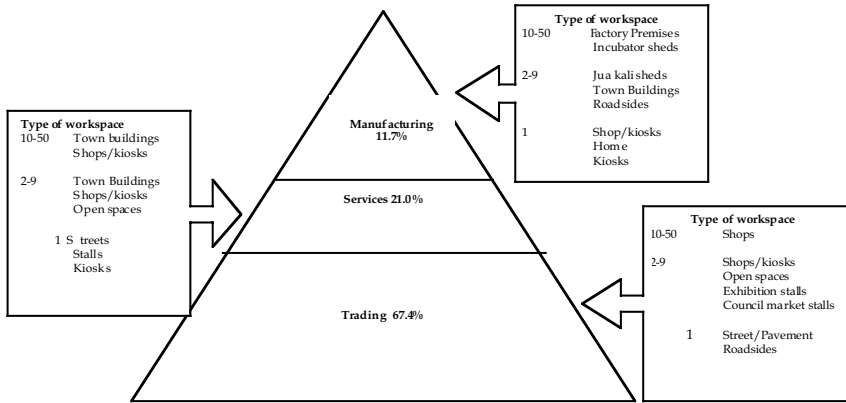 Type of workspace
10-50 Factory Premises
Incubator sheds
2-9 Jua kali sheds
Town Buildings
Roadsides
1 Shop/kiosks
Home
Kiosks
Manufacturing
11.7%
Type of workspace
10-50 Town buildings
Shops/kiosks
2-9 Town Buildings
Shops/kiosks
Open spaces
1 Streets
Stalls
Kiosks
Services 21.0%
Type of workspace
10-50 Shops
2-9 Shops/kiosks
Open spaces
Exhibition stalls
Council market stalls
1 Street/Pavement
Roadsides
Trading 67.4%